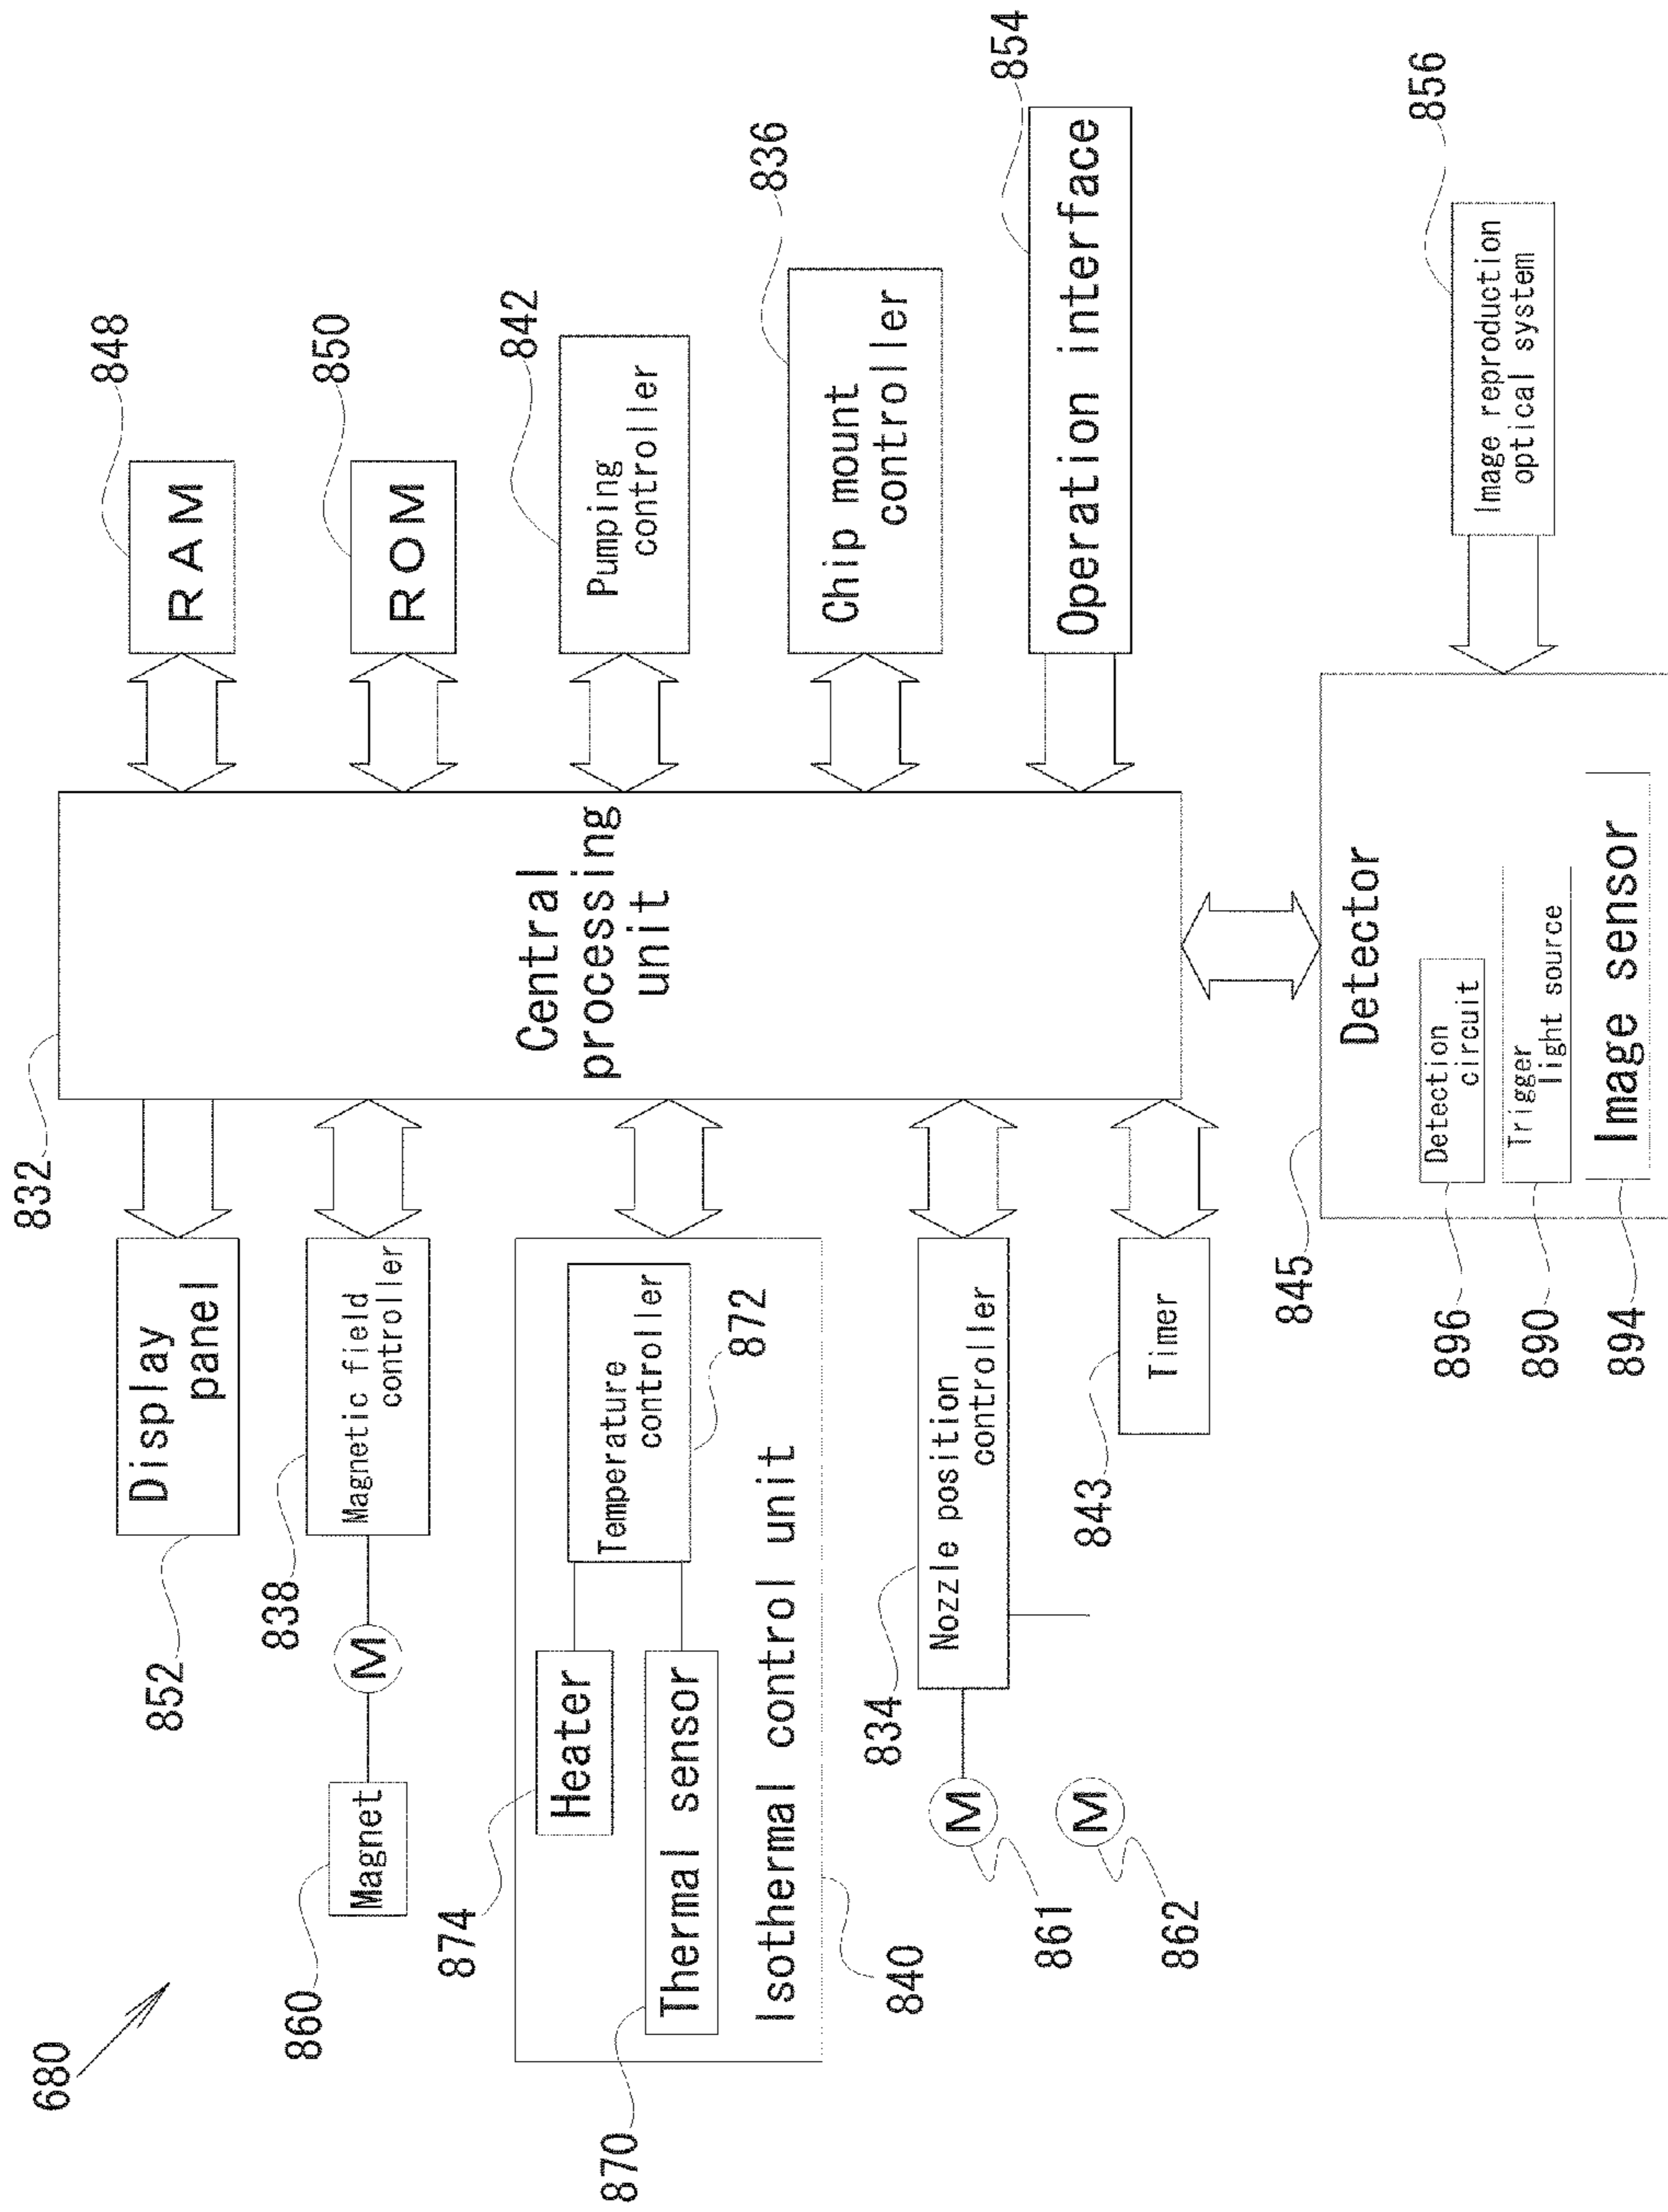 680
832
852
Display
panel
RAM
848
860
Magnet
M
838
Magnetic field
controller
ROM
850
874
Heater
870
Thermal sensor
Temperature
controller
872
Isothermal control unit
840
Central
processing
unit
Pumping
controller
842
Chip mount
controller
836
834
Nozzle position
controller
M
861
M
862
Operation interface
854
843
Timer
845
Detector
896
Detection
circuit
890
Trigger
light source
894
Image sensor
Image reproduction
optical system
856